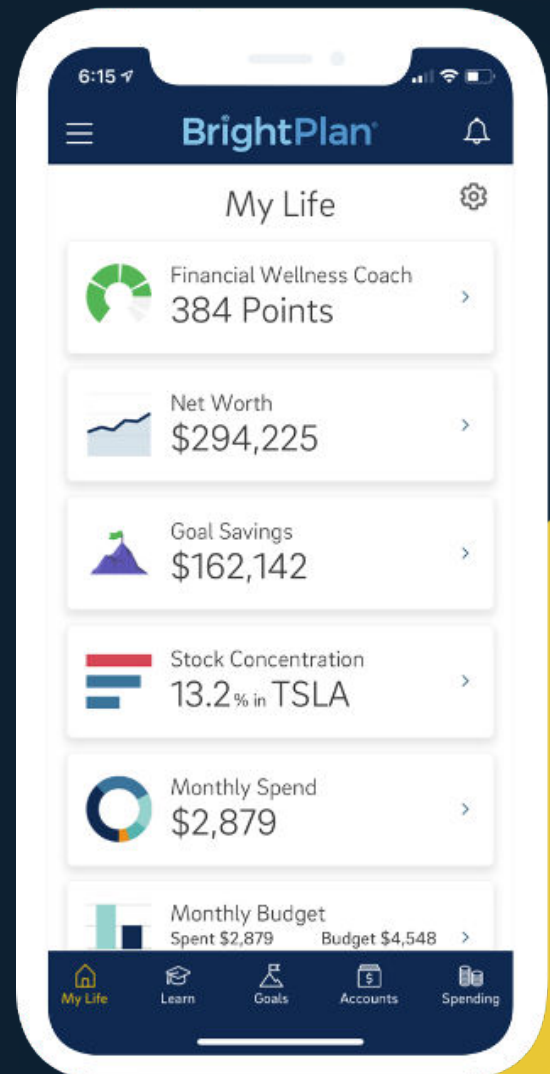 6:15
BrightPlan
My Life
Financial Wellness Coach
384 Points
Net Worth
$294,225
Goal Savings
$162,142
Stock Concentration
13.2% in TSLA
Monthly Spend
$2,879
Monthly Budget
Spent $2,879 Budget $4,548
My Life Learn Goals Accounts Spending